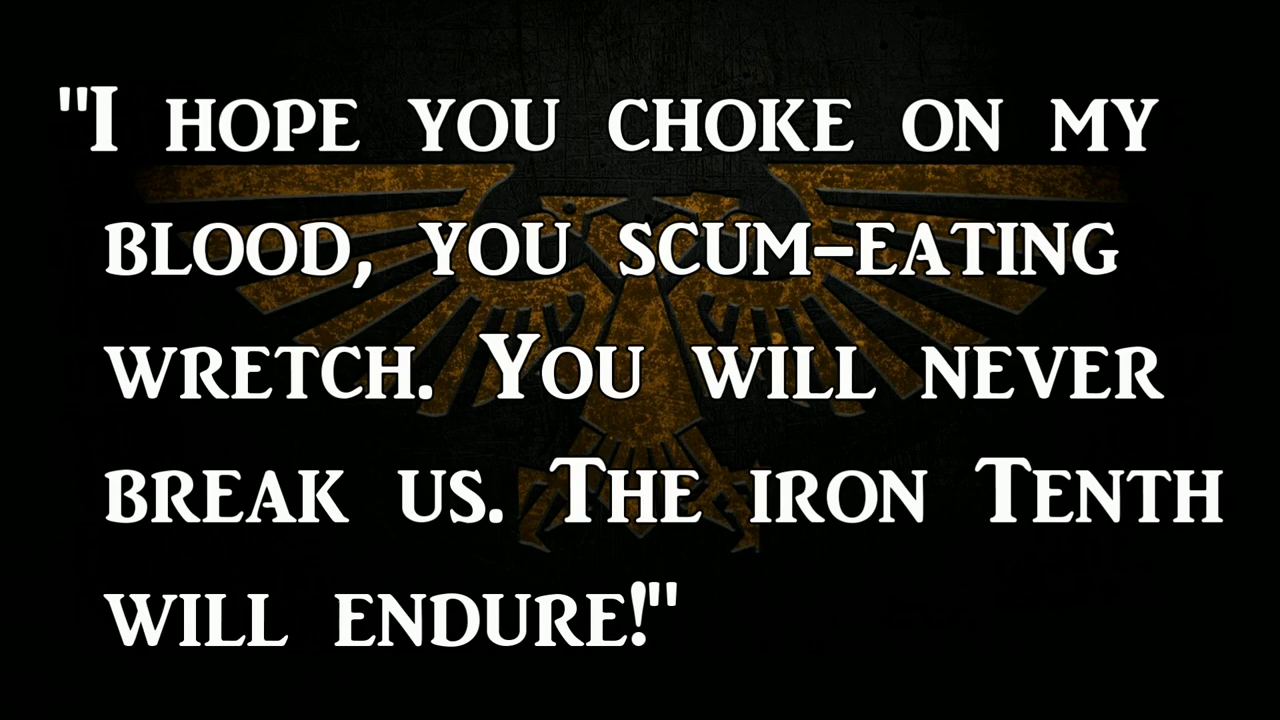 "I hope you choke on my
blood, you scum-eating
wretch. You will never
break us. The iron Tenth
will endure!"